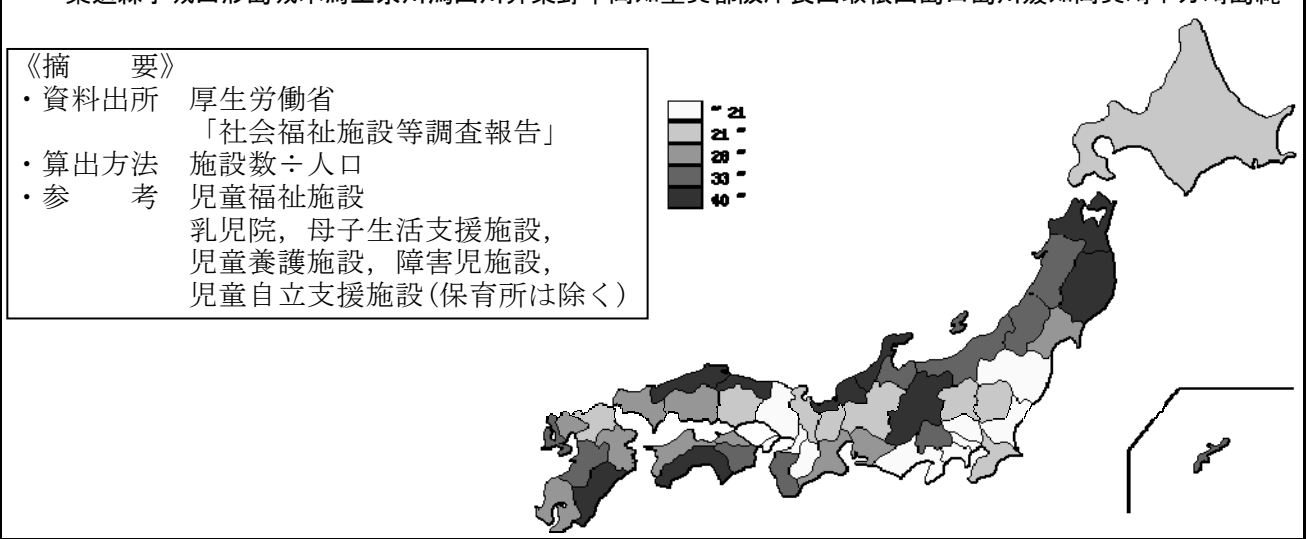 《摘　　要》
・資料出所　厚生労働省
「社会福祉施設等調査報告」
・算出方法　施設数÷人口
・参　　考　児童福祉施設
乳児院，母子生活支援施設，
児童養護施設，障害児施設，
児童自立支援施設(保育所は除く)
~ 21
21 ~
28 ~
33 ~
40 ~